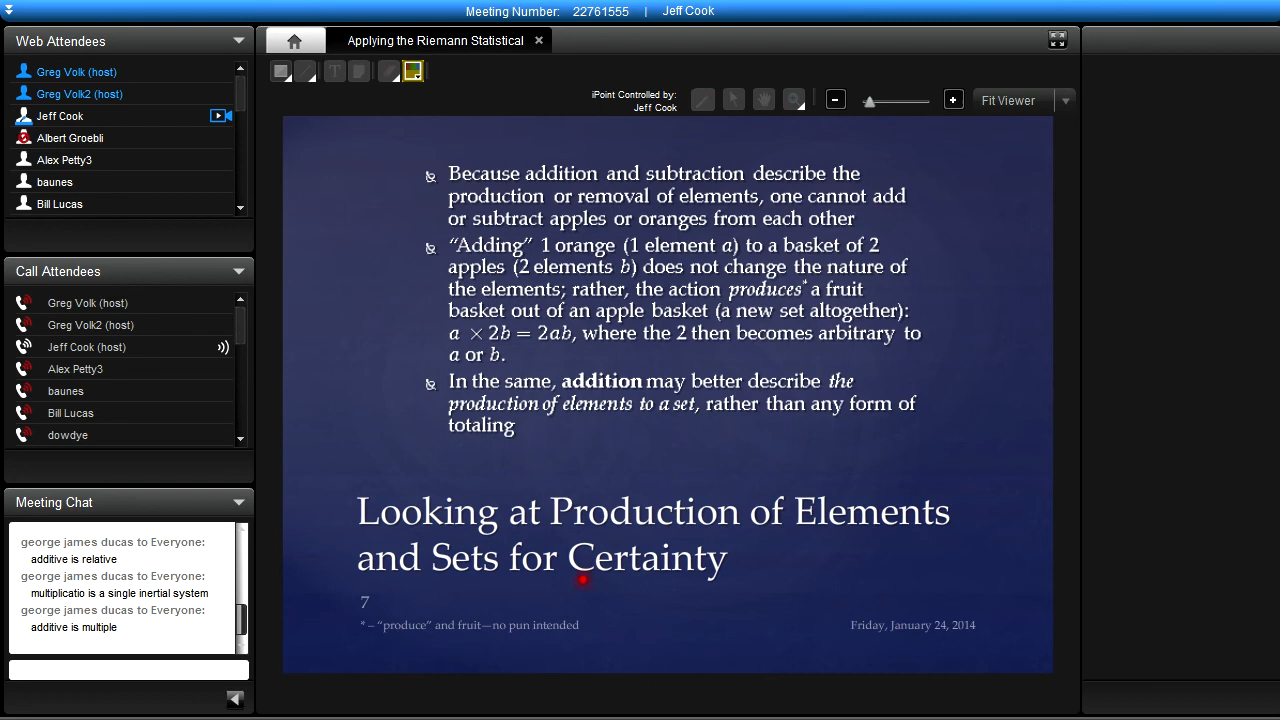 Meeting Number: 22761555 | Jeff Cook
Web Attendees
Greg Volk (host)
Greg Volk2 (host)
Jeff Cook
Albert Groebli
Alex Petty3
baunes
Bill Lucas
Call Attendees
Greg Volk (host)
Greg Volk2 (host)
Jeff Cook (host)
Alex Petty3
baunes
Bill Lucas
dowdye
Meeting Chat
george james ducas to Everyone:
additive is relative
george james ducas to Everyone:
multiplicatio is a single inertial system
george james ducas to Everyone:
additive is multiple
Applying the Riemann Statistical
iPoint Controlled by:
Jeff Cook
Fit Viewer
Because addition and subtraction describe the
production or removal of elements, one cannot add
or subtract apples or oranges from each other
“Adding” 1 orange (1 element a) to a basket of 2
apples (2 elements b) does not change the nature of
the elements; rather, the action produces* a fruit
basket out of an apple basket (a new set altogether):
a × 2b = 2ab, where the 2 then becomes arbitrary to
a or b.
In the same, addition may better describe the
production of elements to a set, rather than any form of
totaling
Looking at Production of Elements
and Sets for Certainty
7
* – “produce” and fruit—no pun intended
Friday, January 24, 2014